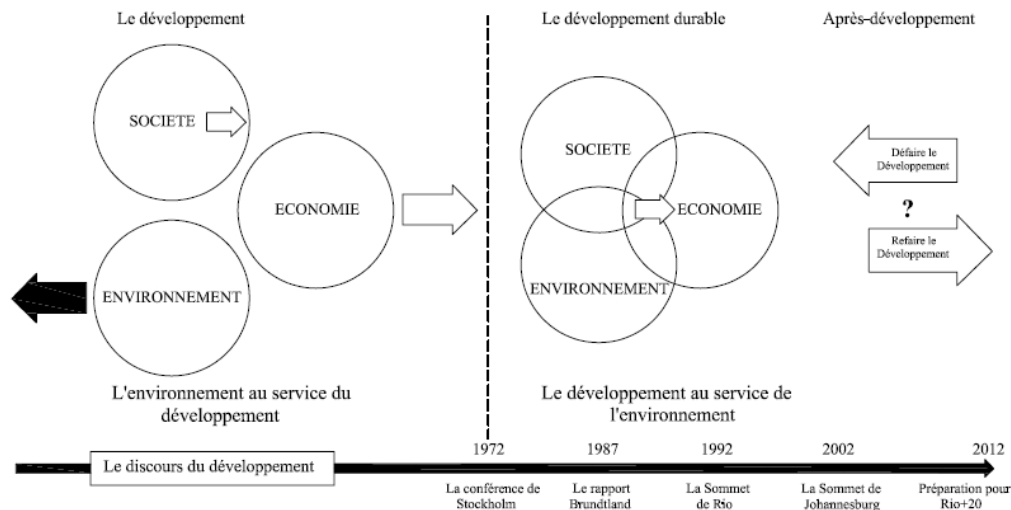 Le développement
Le développement durable
Après-développement
SOCIETE
ECONOMIE
ENVIRONNEMENT
SOCIETE
ECONOMIE
ENVIRONNEMENT
Défaire le
Développement
?
Refaire le
Développement
L'environnement au service du
développement
Le développement au service de
l'environnement
Le discours du développement
1972
1987
1992
2002
2012
La conférence de
Stockholm
Le rapport
Brundtland
La Sommet
de Rio
La Sommet de
Johannesburg
Préparation pour
Rio+20